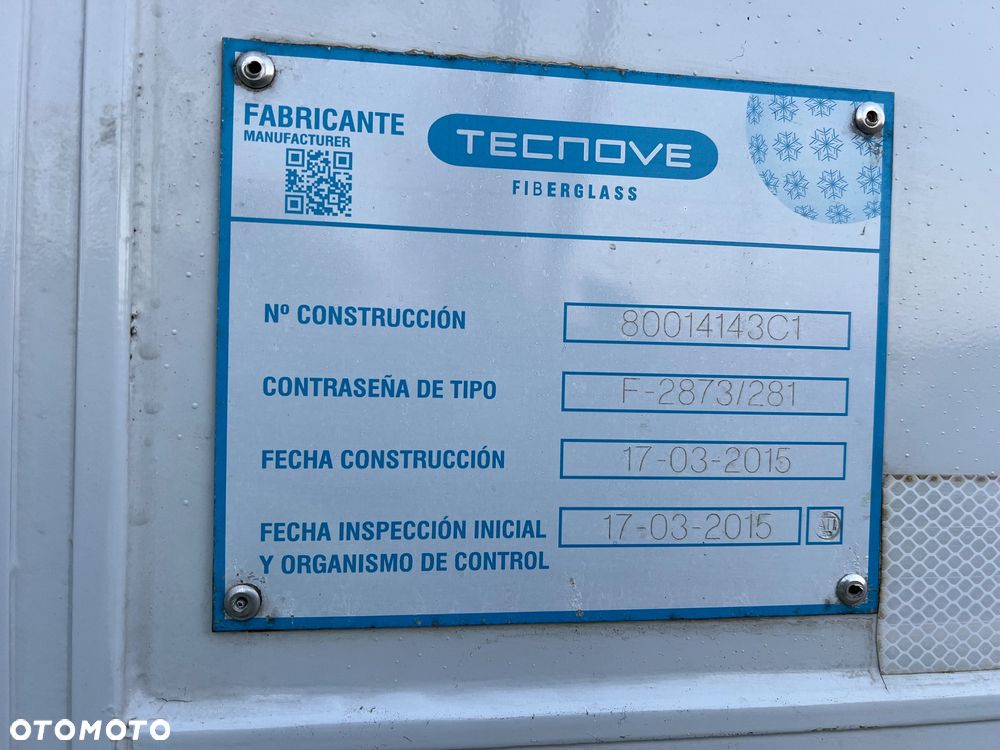 FABRICANTE
MANUFACTURER
TECNOVE
FIBERGLASS
Nº CONSTRUCCIÓN 80014143C1
CONTRASEÑA DE TIPO F-2873/281
FECHA CONSTRUCCIÓN 17-03-2015
FECHA INSPECCIÓN INICIAL 17-03-2015
Y ORGANISMO DE CONTROL
OTOMOTO